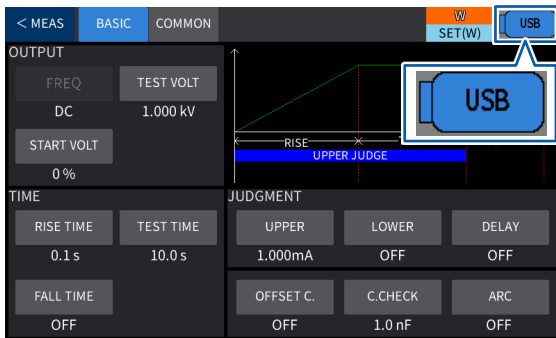 < MEAS BASIC COMMON
W
SET(W)
USB
OUTPUT
FREQ TEST VOLT
DC 1.000 kV
START VOLT
0 %
USB
RISE
UPPER JUDGE
TIME
RISE TIME TEST TIME
0.1 s 10.0 s
FALL TIME
OFF
JUDGMENT
UPPER LOWER DELAY
1.000mA OFF OFF
OFFSET C. C.CHECK ARC
OFF 1.0 nF OFF